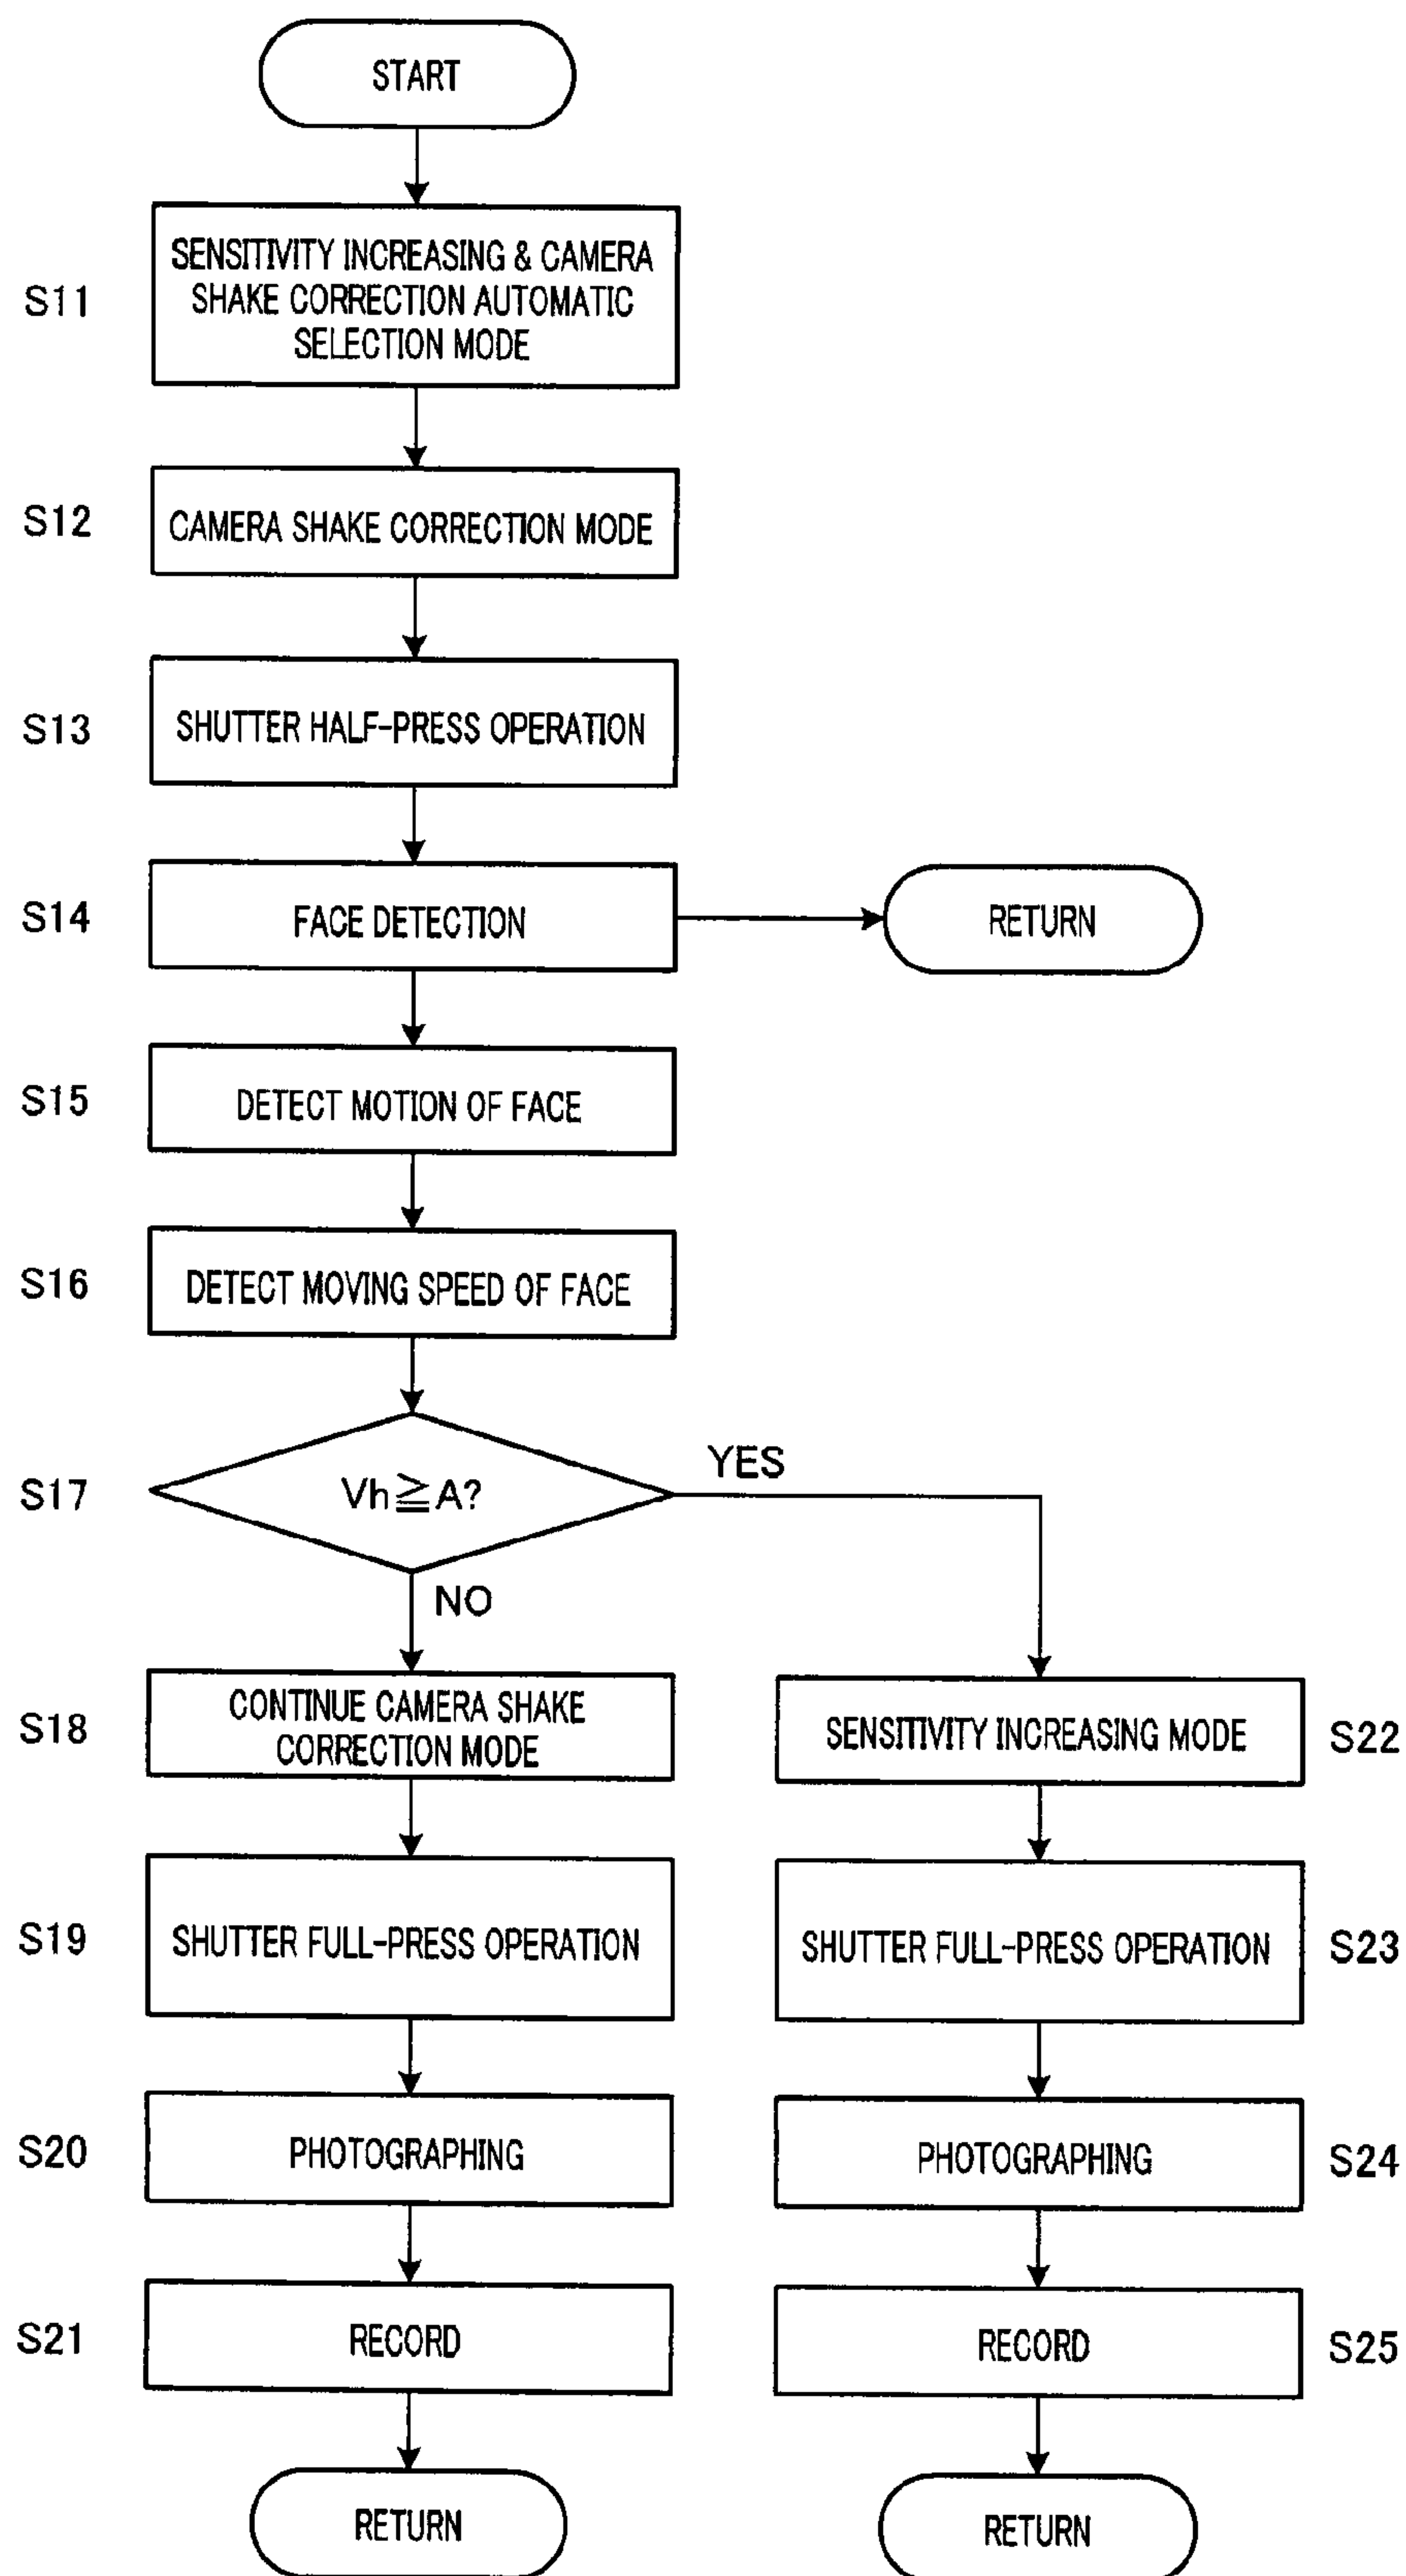 START
S11
SENSITIVITY INCREASING & CAMERA
SHAKE CORRECTION AUTOMATIC
SELECTION MODE
S12
CAMERA SHAKE CORRECTION MODE
S13
SHUTTER HALF-PRESS OPERATION
S14
FACE DETECTION
RETURN
S15
DETECT MOTION OF FACE
S16
DETECT MOVING SPEED OF FACE
S17
Vh≧A?
YES
NO
S18
CONTINUE CAMERA SHAKE
CORRECTION MODE
SENSITIVITY INCREASING MODE
S22
S19
SHUTTER FULL-PRESS OPERATION
SHUTTER FULL-PRESS OPERATION
S23
S20
PHOTOGRAPHING
PHOTOGRAPHING
S24
S21
RECORD
RECORD
S25
RETURN
RETURN